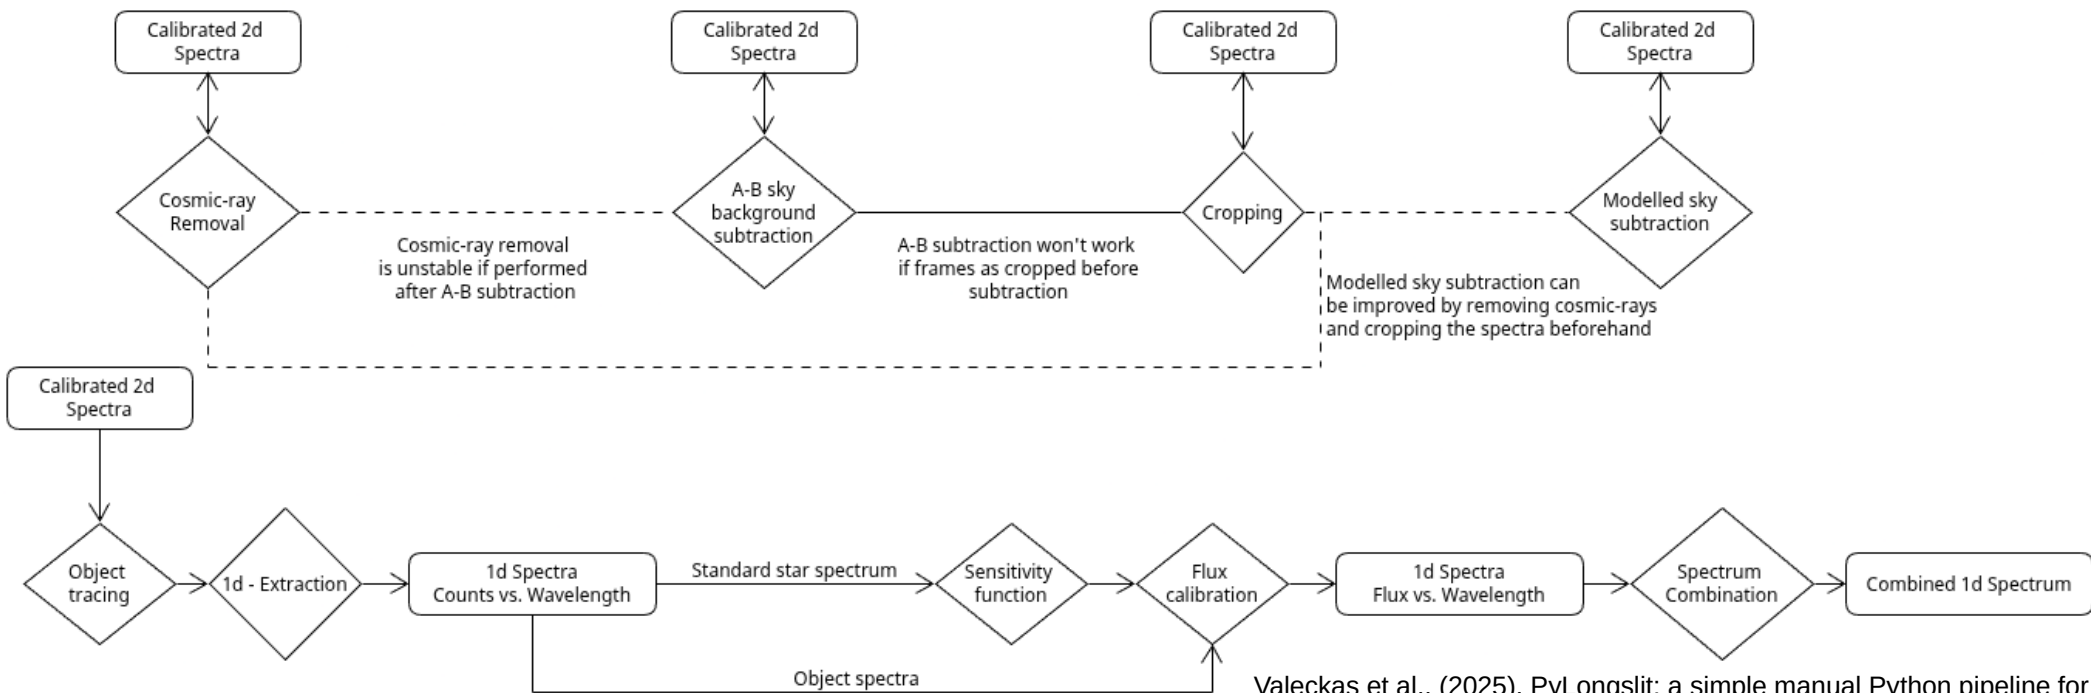 Calibrated 2d
Spectra
Calibrated 2d
Spectra
Calibrated 2d
Spectra
Calibrated 2d
Spectra
Cosmic-ray
Removal
A-B sky
background
subtraction
Cropping
Modelled sky
subtraction
Cosmic-ray removal
is unstable if performed
after A-B subtraction
A-B subtraction won't work
if frames as cropped before
subtraction
Modelled sky subtraction can
be improved by removing cosmic-rays
and cropping the spectra beforehand
Calibrated 2d
Spectra
Object
tracing
1d - Extraction
1d Spectra
Counts vs. Wavelength
Standard star spectrum
Sensitivity
function
Flux
calibration
1d Spectra
Flux vs. Wavelength
Spectrum
Combination
Combined 1d Spectrum
Object spectra
Valeckas et al., (2025). PyLongslit: a simple manual Python pipeline for